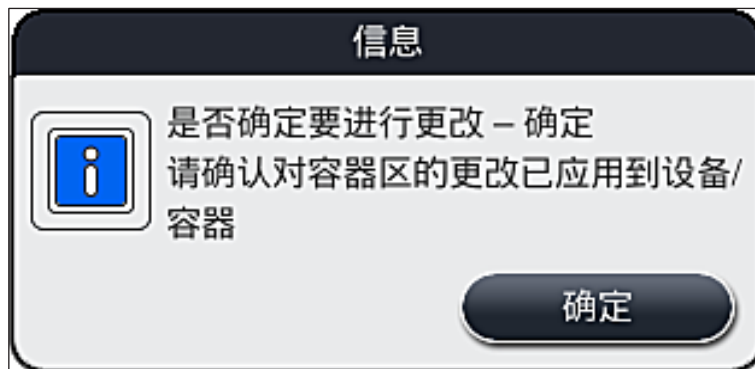 信息
是否确定要进行更改 – 确定
请确认对容器区的更改已应用到设备/
容器
确定